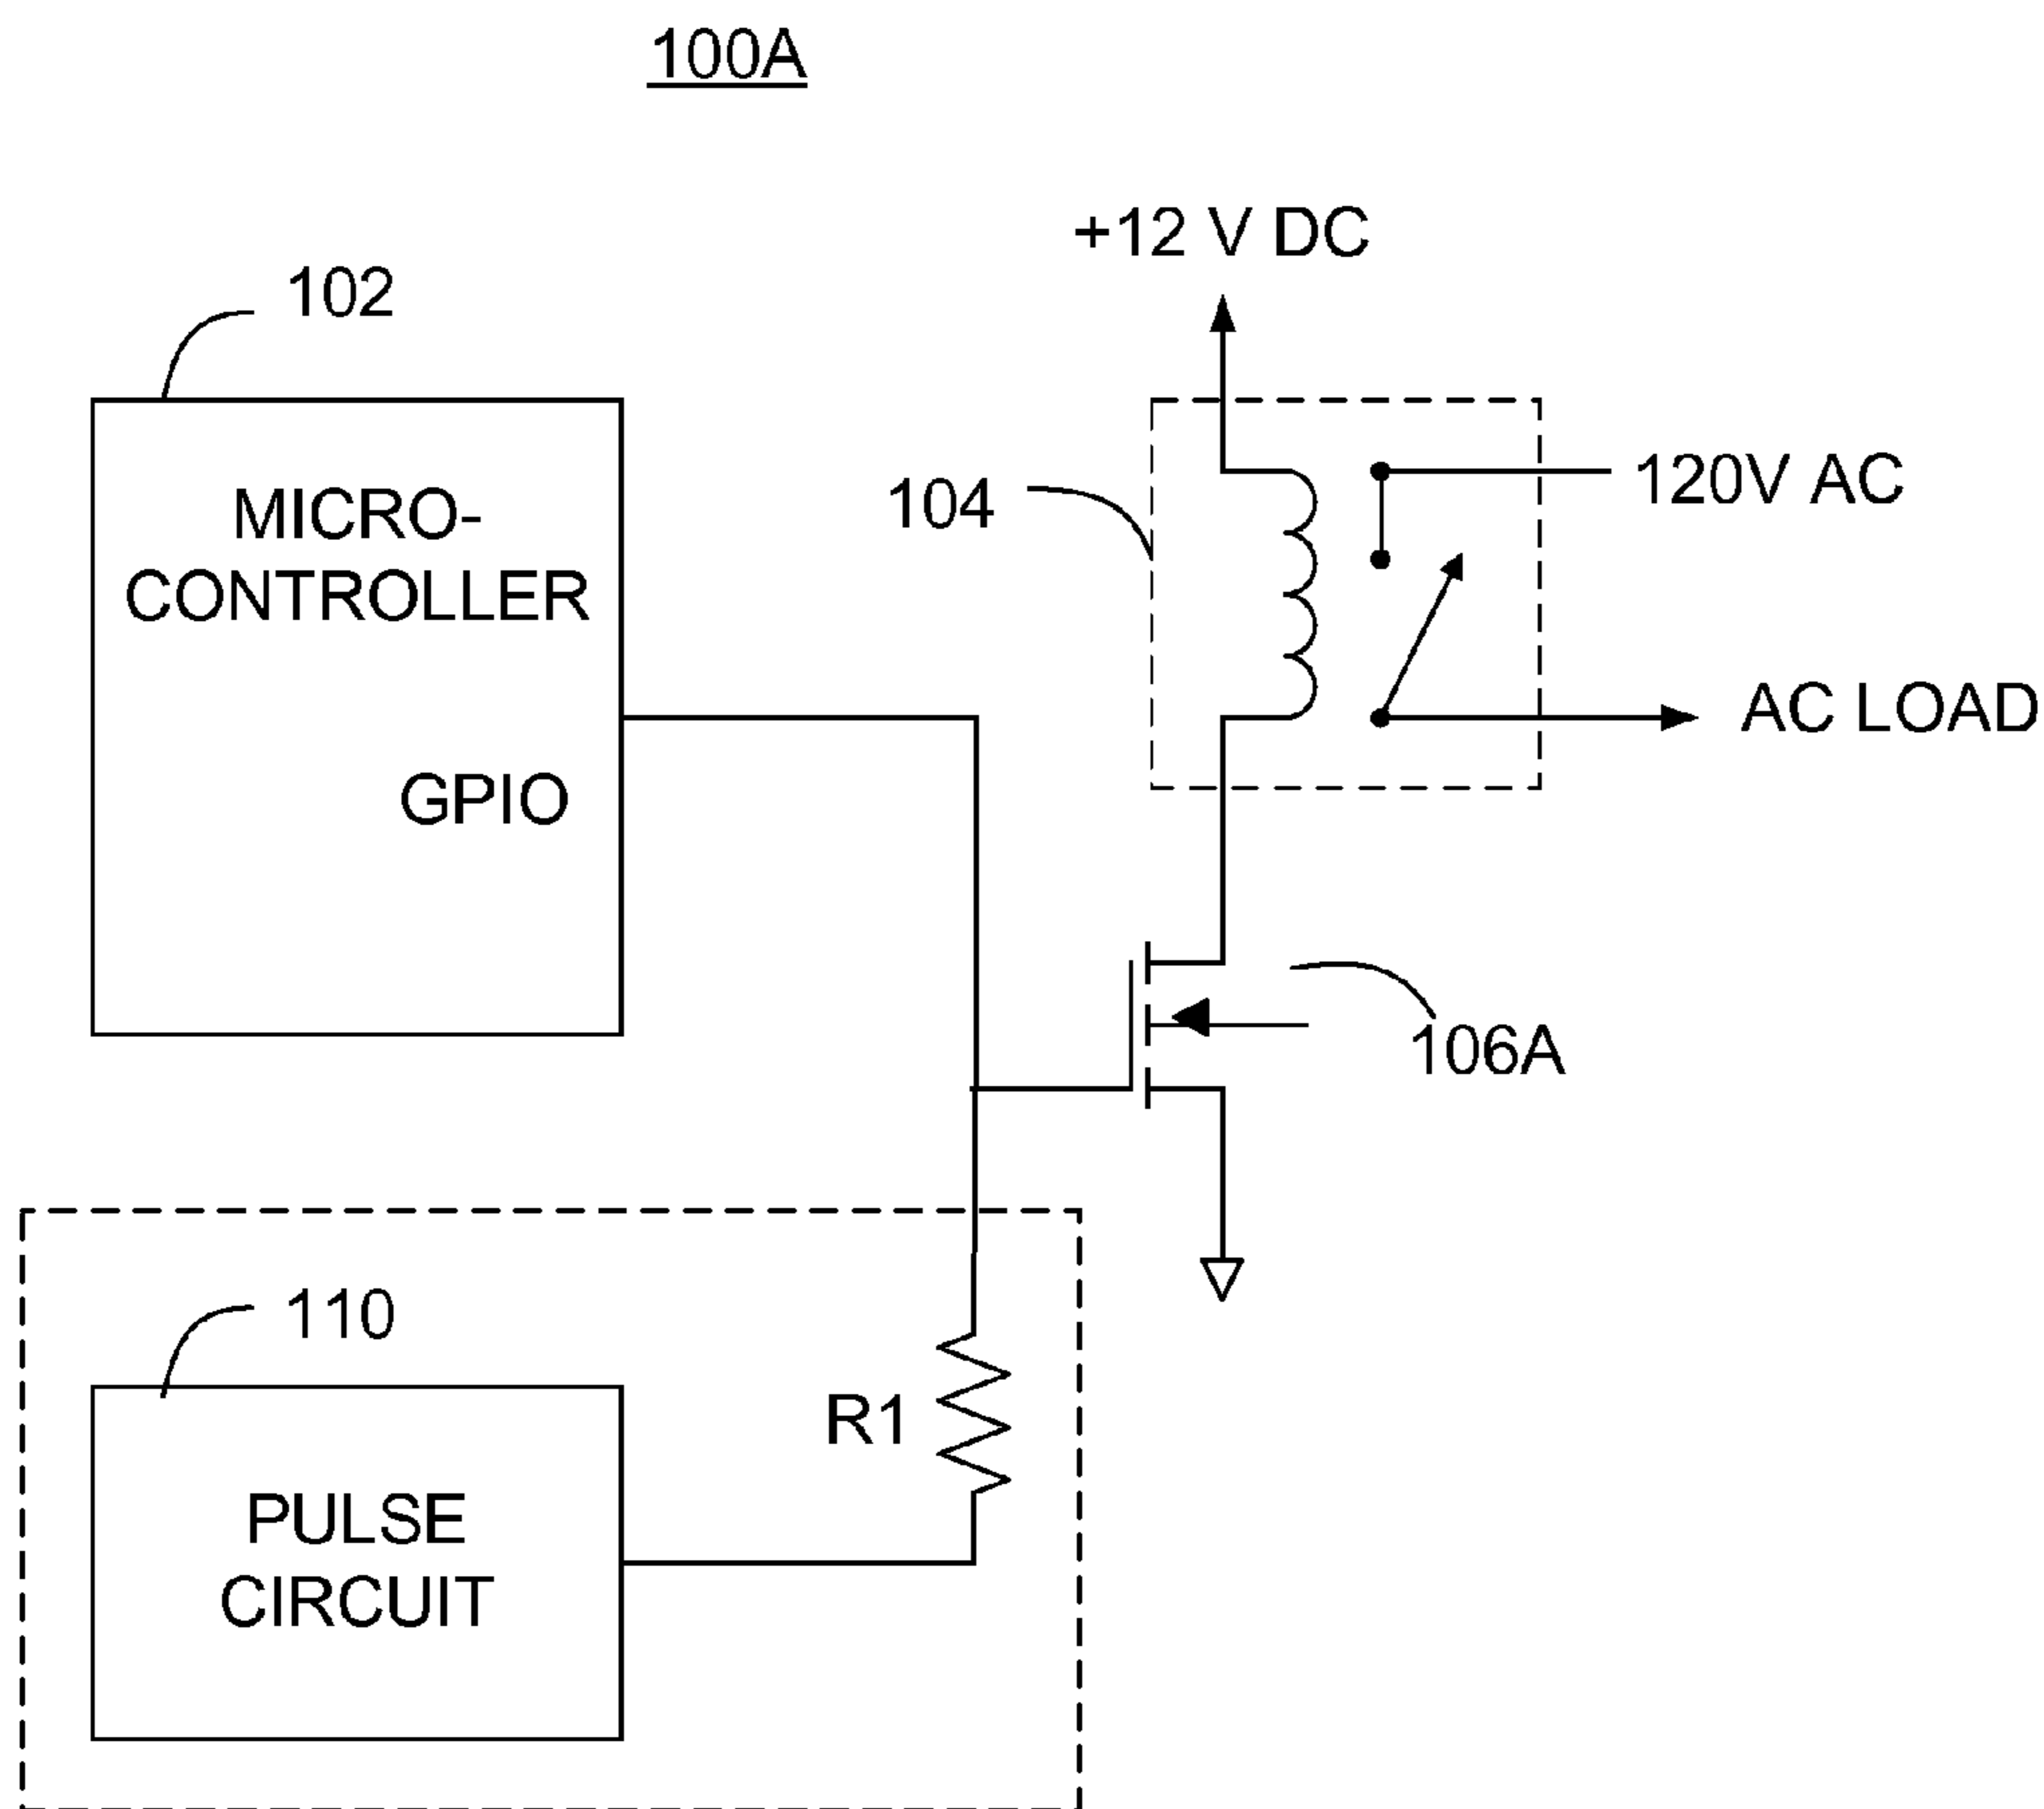 100A
+12 V DC
102
MICRO-
CONTROLLER
GPIO
104
120V AC
AC LOAD
106A
110
R1
PULSE
CIRCUIT